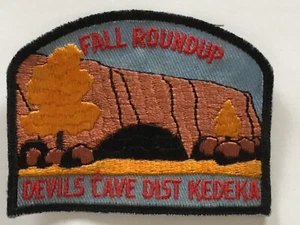 FALL ROUNDUP
DEVILS CAVE DIST KEDEKA